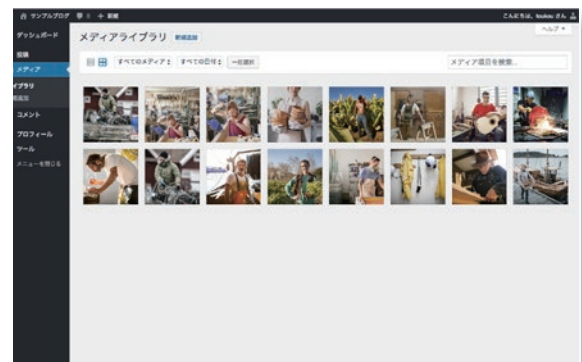 サンプルブログ 0 + 新規
こんにちは、toukou さん
ダッシュボード
投稿
メディア
ライブラリ
新規追加
コメント
プロフィール
ツール
メニューを閉じる
メディアライブラリ 新規追加
ヘルプ ▼
すべてのメディア すべての日付 一括選択
メディア項目を検索...